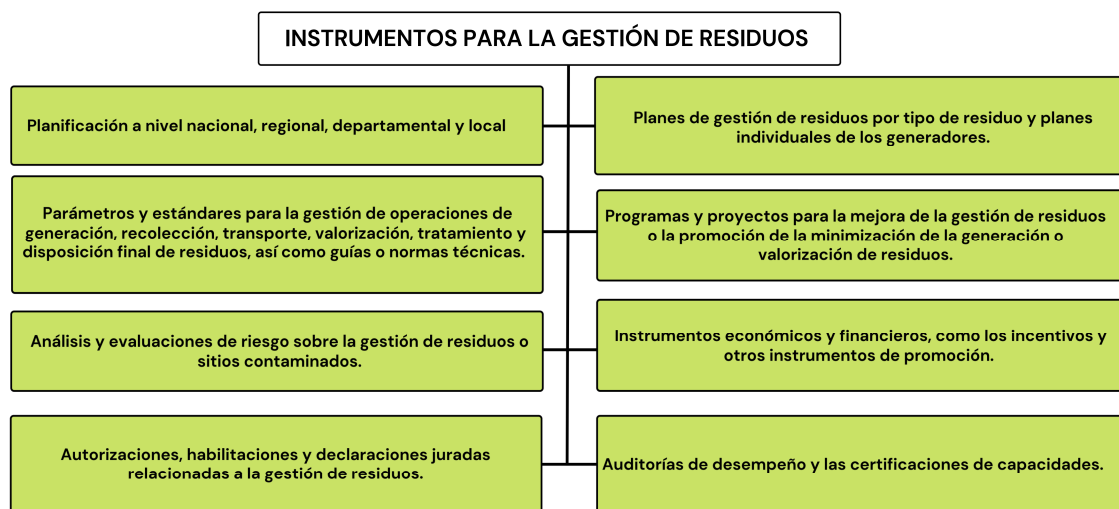 INSTRUMENTOS PARA LA GESTIÓN DE RESIDUOS
Planificación a nivel nacional, regional, departamental y local
Planes de gestión de residuos por tipo de residuo y planes
individuales de los generadores.
Parámetros y estándares para la gestión de operaciones de
generación, recolección, transporte, valorización, tratamiento y
disposición final de residuos, así como guías o normas técnicas.
Programas y proyectos para la mejora de la gestión de residuos
o la promoción de la minimización de la generación o
valorización de residuos.
Análisis y evaluaciones de riesgo sobre la gestión de residuos o
sitios contaminados.
Instrumentos económicos y financieros, como los incentivos y
otros instrumentos de promoción.
Autorizaciones, habilitaciones y declaraciones juradas
relacionadas a la gestión de residuos.
Auditorías de desempeño y las certificaciones de capacidades.